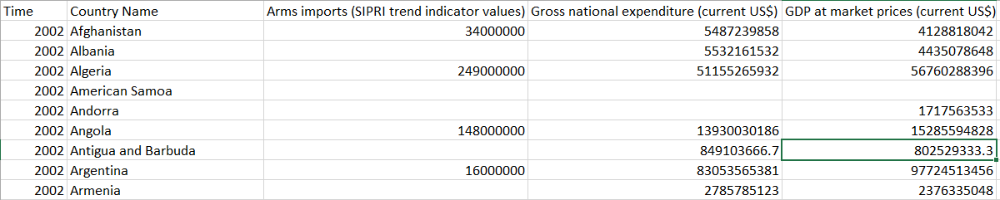 Time Country Name Arms imports (SIPRI trend indicator values) Gross national expenditure (current US$) GDP at market prices (current US$)
2002 Afghanistan 34000000 5487239858 4128818042
2002 Albania 5532161532 4435078648
2002 Algeria 249000000 51155265932 56760288396
2002 American Samoa
2002 Andorra 1717563533
2002 Angola 148000000 13930030186 15285594828
2002 Antigua and Barbuda 849103666.7 802529333.3
2002 Argentina 16000000 83053565381 97724513456
2002 Armenia 2785785123 2376335048